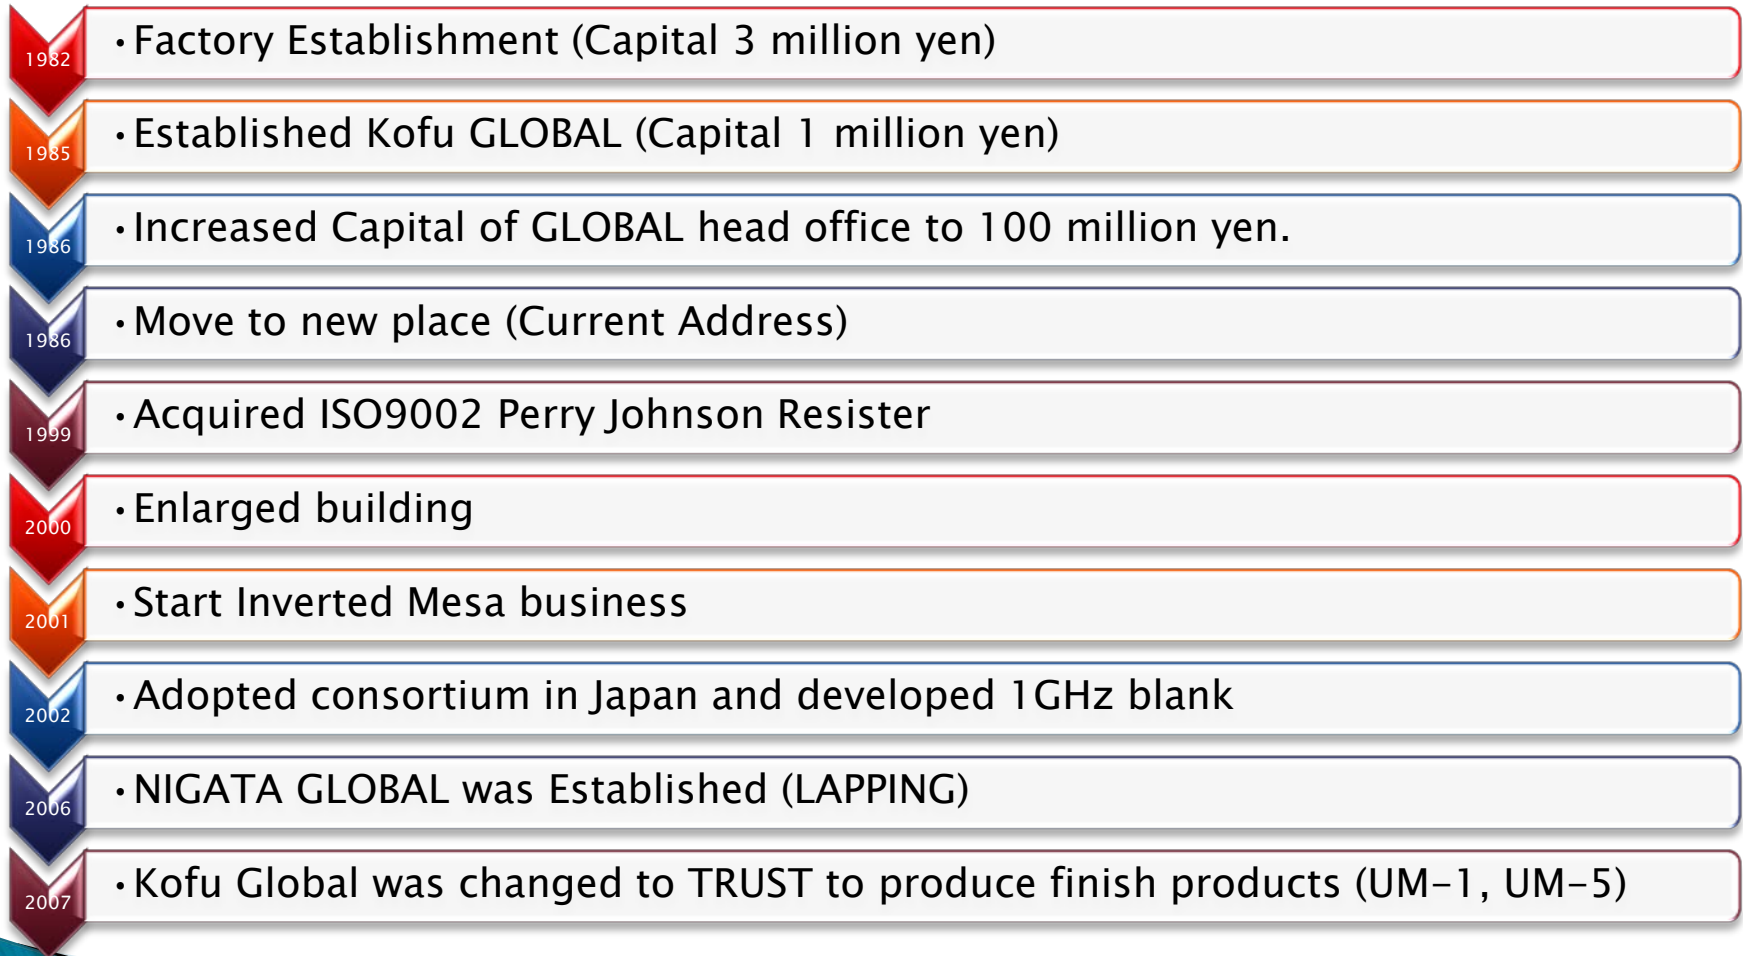 1982
•Factory Establishment (Capital 3 million yen)
1985
•Established Kofu GLOBAL (Capital 1 million yen)
1986
•Increased Capital of GLOBAL head office to 100 million yen.
1986
•Move to new place (Current Address)
1999
•Acquired ISO9002 Perry Johnson Resister
2000
•Enlarged building
2001
•Start Inverted Mesa business
2002
•Adopted consortium in Japan and developed 1GHz blank
2006
•NIGATA GLOBAL was Established (LAPPING)
2007
•Kofu Global was changed to TRUST to produce finish products (UM-1, UM-5)